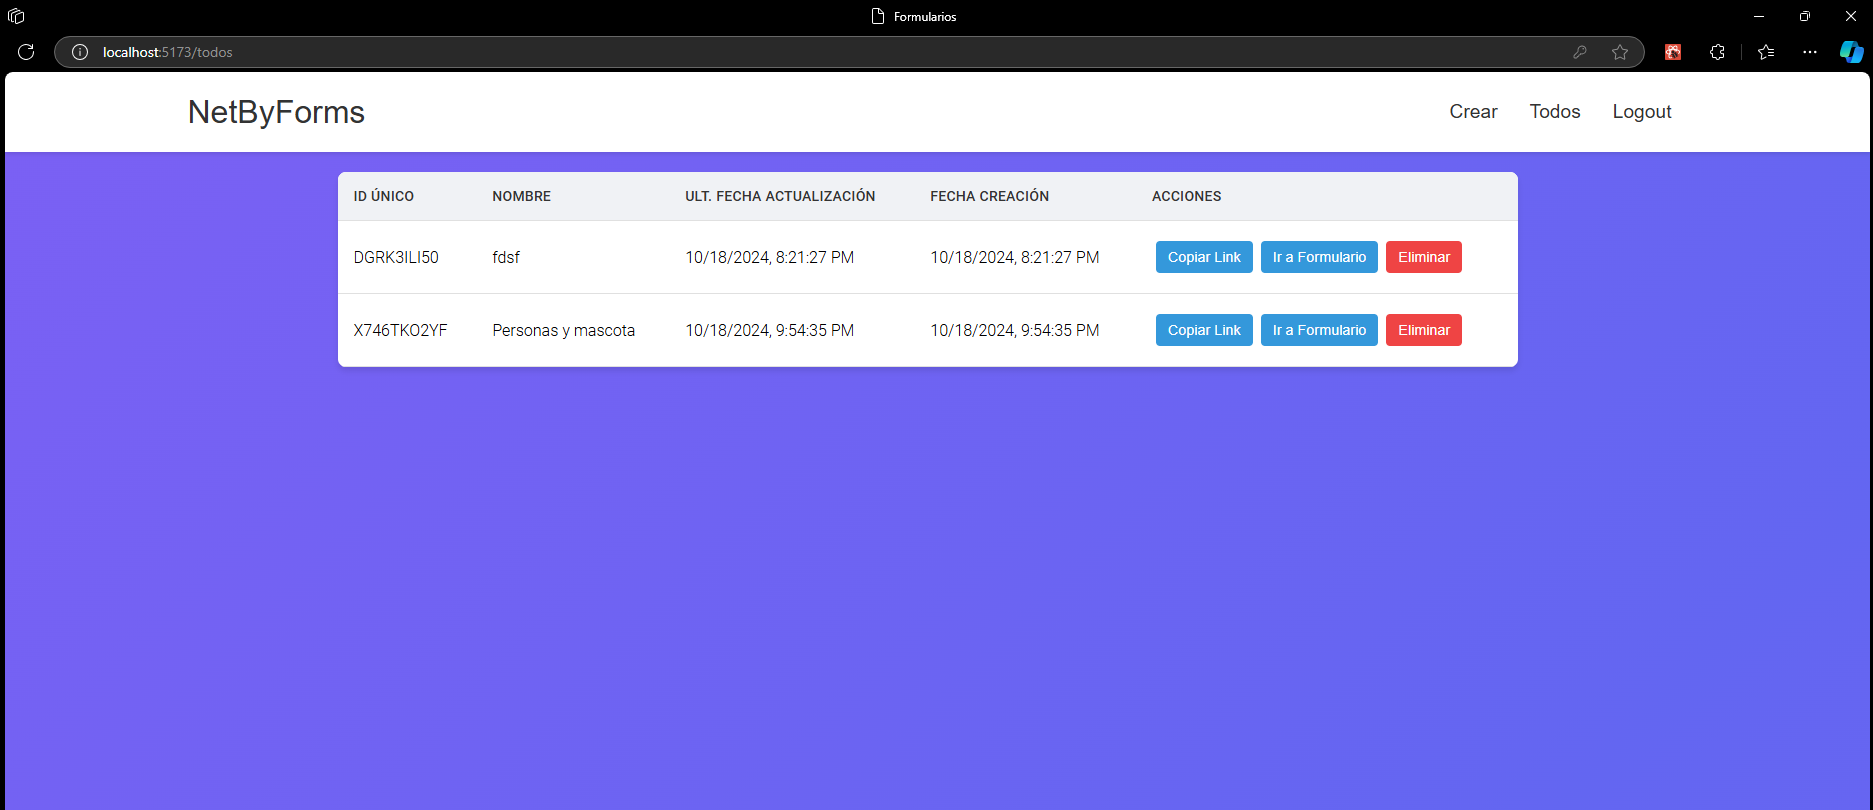 Formularios
localhost:5173/todos
NetByForms Crear Todos Logout
ID ÚNICO NOMBRE ULT. FECHA ACTUALIZACIÓN FECHA CREACIÓN ACCIONES
DGRK3ILI50 fdsf 10/18/2024, 8:21:27 PM 10/18/2024, 8:21:27 PM Copiar Link Ir a Formulario Eliminar
X746TKO2YF Personas y mascota 10/18/2024, 9:54:35 PM 10/18/2024, 9:54:35 PM Copiar Link Ir a Formulario Eliminar